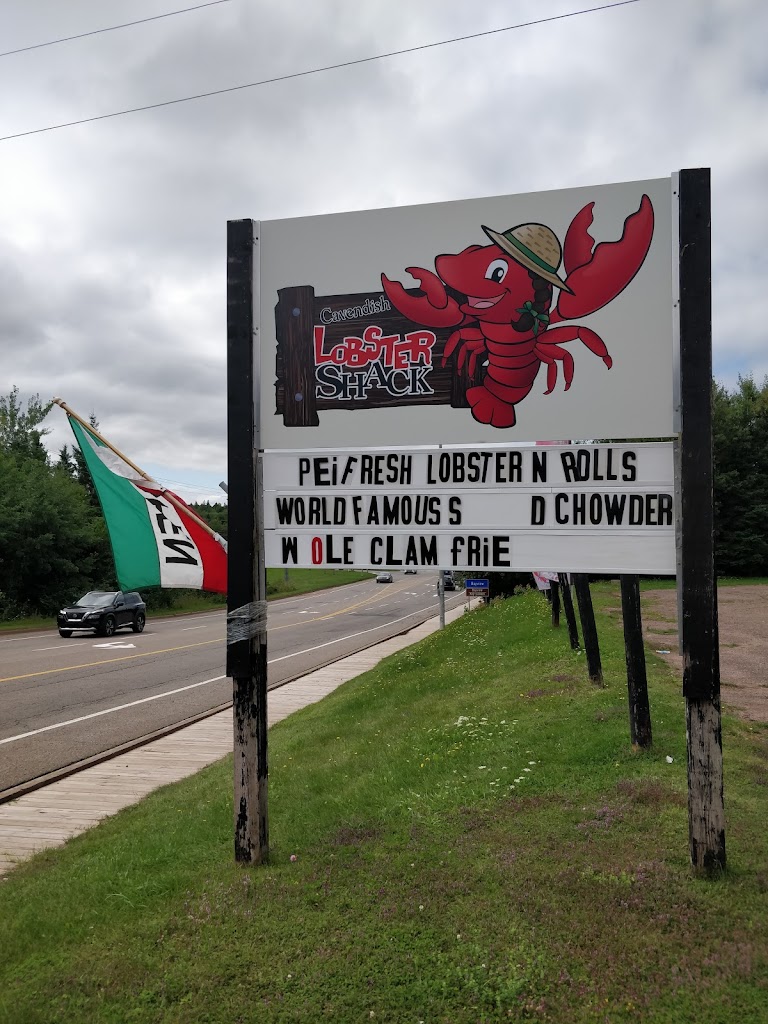 Cavendish
LOBSTER
SHACK
PEi FRESH LOBSTER N ROLLS
WORLD FAMOUS S D CHOWDER
W OLE CLAM fRiE